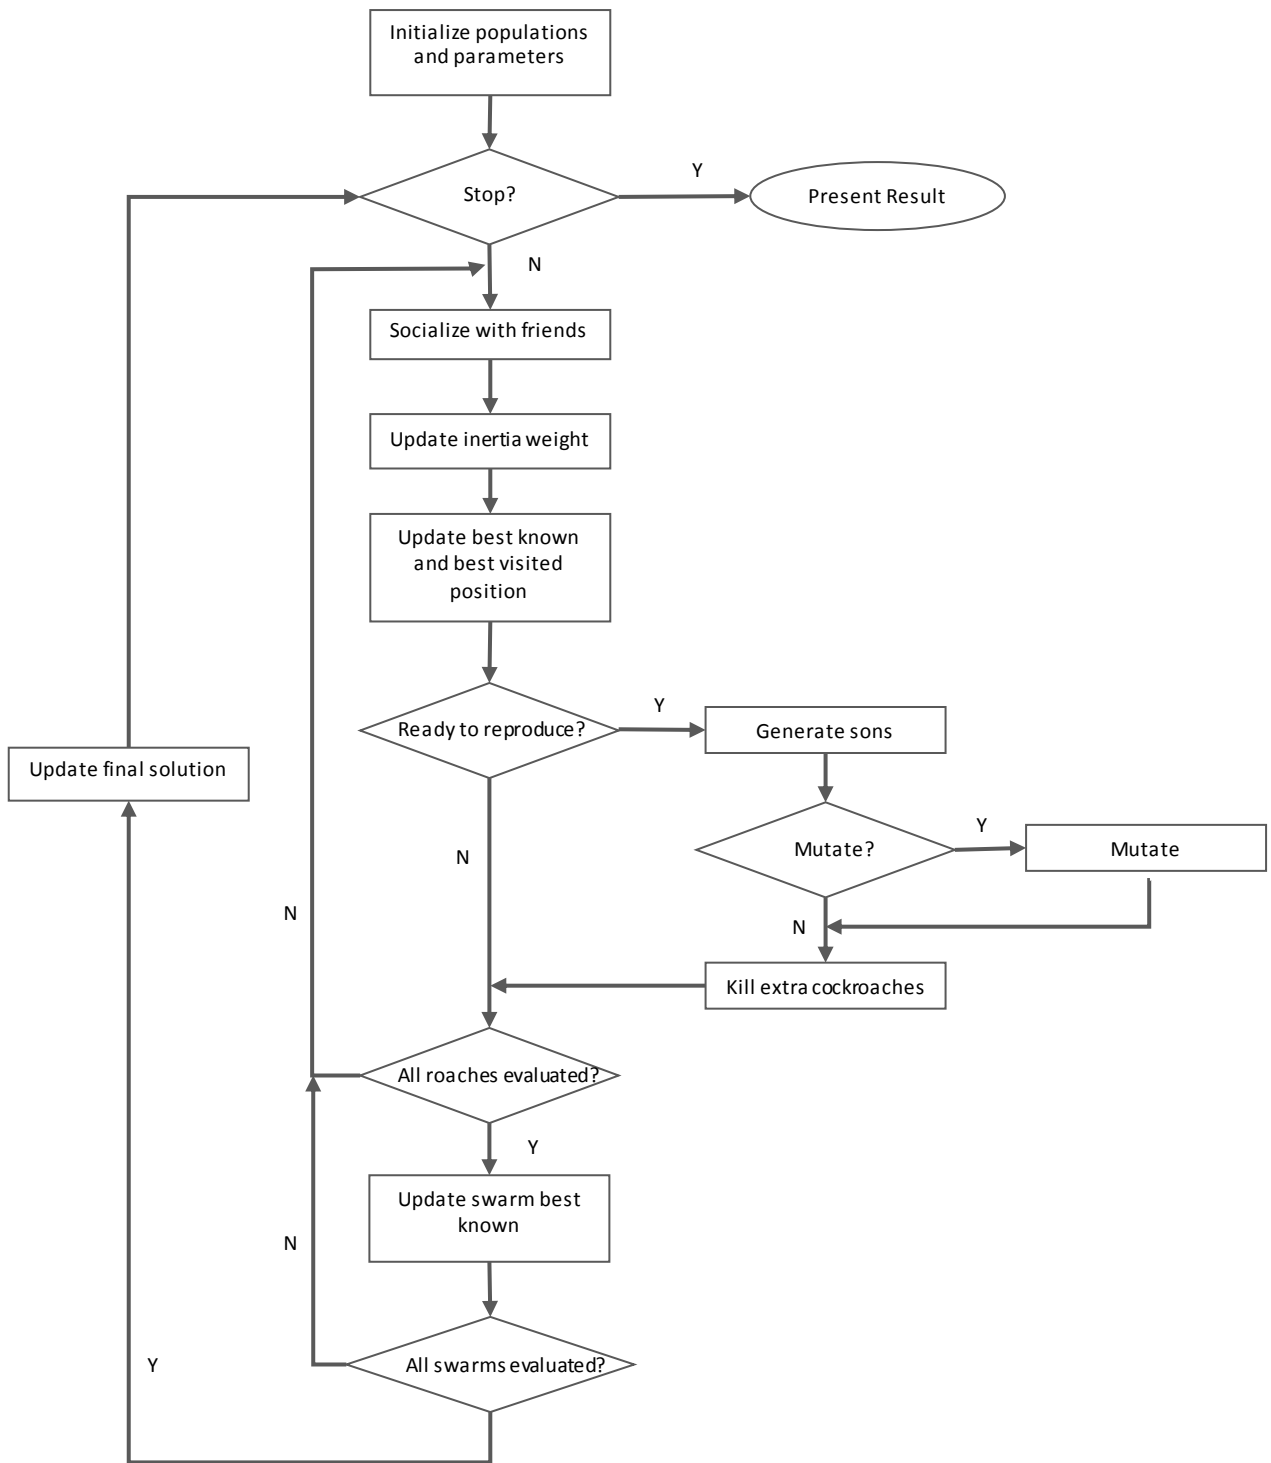 Initialize populations
and parameters
Y
Stop?
Present Result
N
Socialize with friends
Update inertia weight
Update best known
and best visited
position
Y
Ready to reproduce?
Generate sons
Update final solution
Y
Mutate?
Mutate
N
N
N
Kill extra cockroaches
All roaches evaluated?
Y
Update swarm best
known
N
All swarms evaluated?
Y